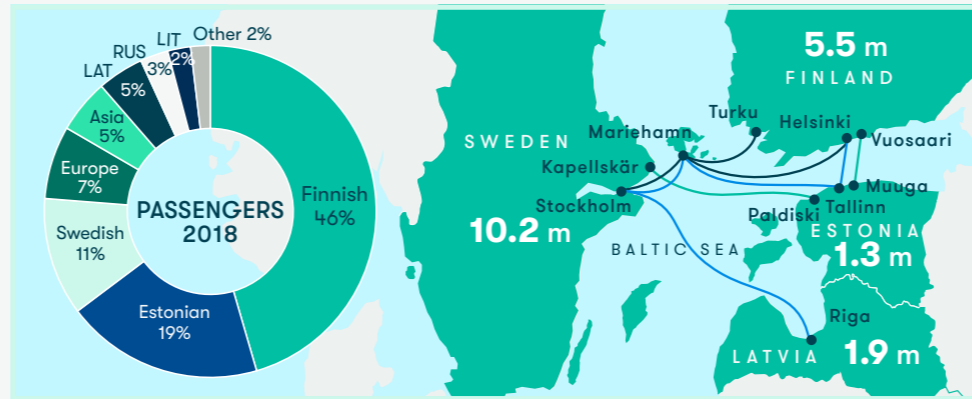 LIT
Other 2%
RUS
2%
3%
LAT
5%
Asia
5%
Europe
7%
Swedish
11%
Estonian
19%
Finnish
46%
PASSENGERS
2018
5.5 m
FINLAND
SWEDEN
10.2 m
Mariehamn
Turku
Helsinki
Vuosaari
Kapellskär
Stockholm
Muuga
Paldiski
Tallinn
ESTONIA
1.3 m
BALTIC SEA
Riga
LATVIA
1.9 m